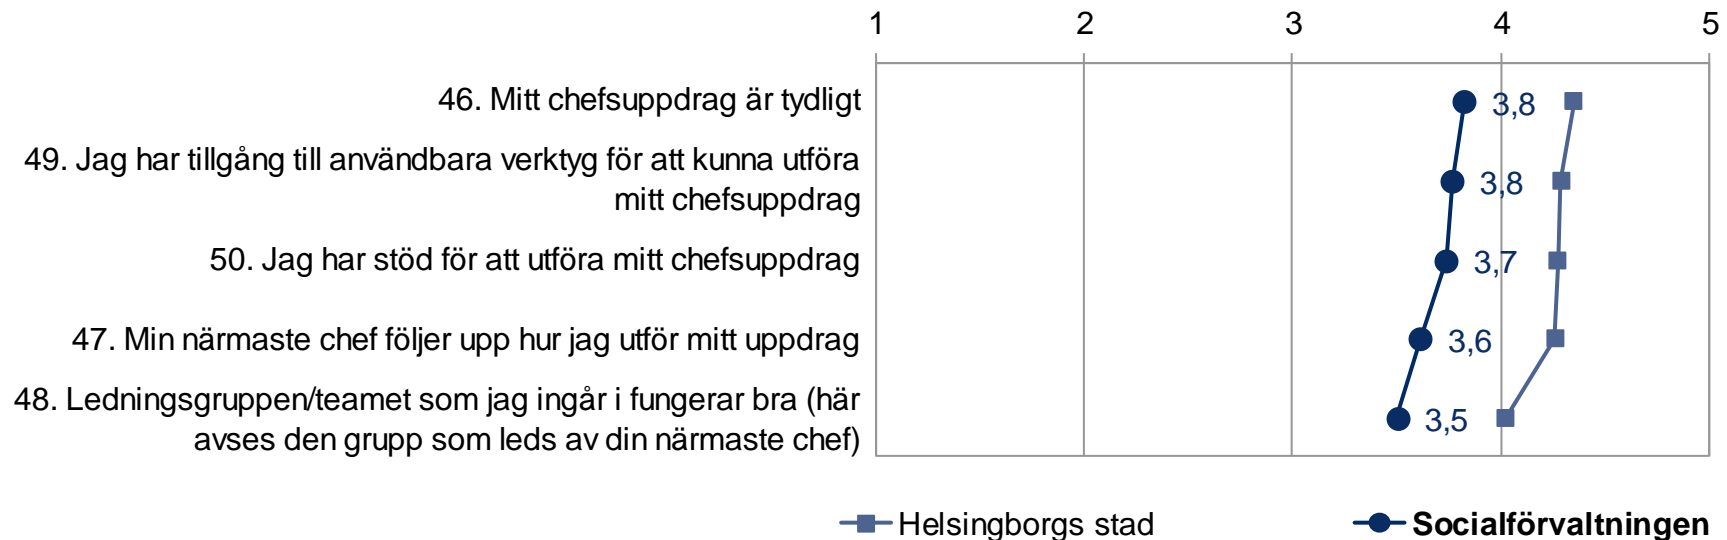 1 2 3 4 5
46. Mitt chefsuppdrag är tydligt
3,8
49. Jag har tillgång till användbara verktyg för att kunna utföra
mitt chefsuppdrag
3,8
50. Jag har stöd för att utföra mitt chefsuppdrag
3,7
47. Min närmaste chef följer upp hur jag utför mitt uppdrag
3,6
48. Ledningsgruppen/teamet som jag ingår i fungerar bra (här
avses den grupp som leds av din närmaste chef)
3,5
Helsingborgs stad
Socialförvaltningen